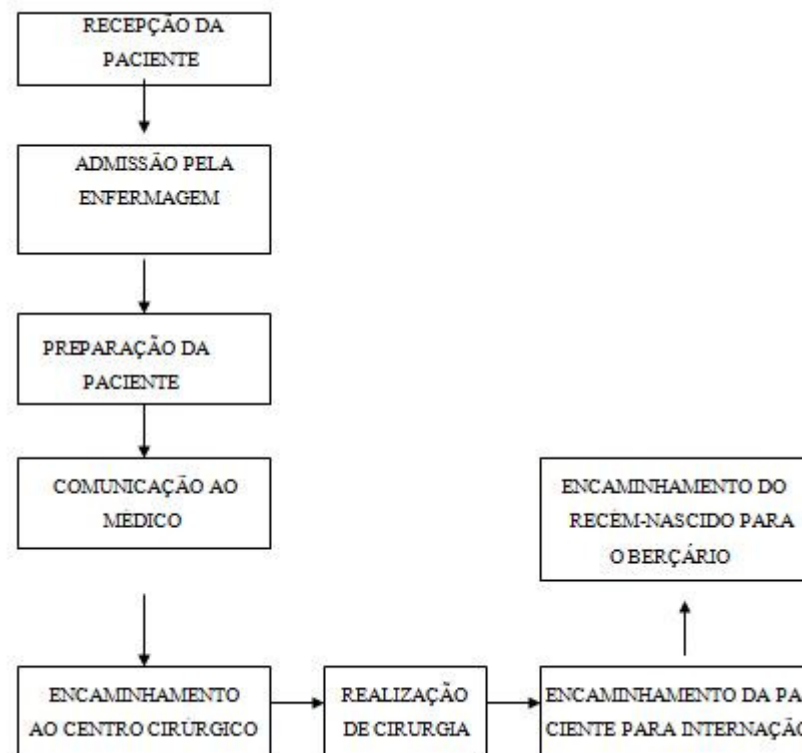 RECEPÇÃO DA
PACIENTE
ADMISSÃO PELA
ENFERMAGEM
PREPARAÇÃO DA
PACIENTE
COMUNICAÇÃO AO
MÉDICO
ENCAMINHAMENTO
AO CENTRO CIRÚRGICO
REALIZAÇÃO
DE CIRURGIA
ENCAMINHAMENTO DA PA
CIENTE PARA INTERNAÇÃO
ENCAMINHAMENTO DO
RECÉM-NASCIDO PARA
O BERÇÁRIO